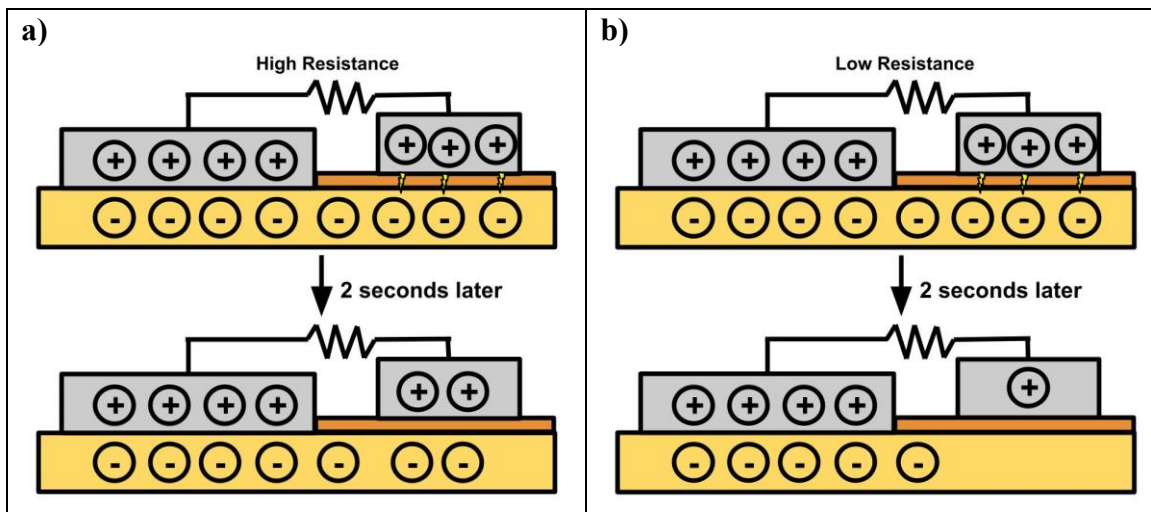 a)
High Resistance
+ + + + + + +
- - - - - - - -
2 seconds later
+ + + + + +
- - - - - - -
b)
Low Resistance
+ + + + + + +
- - - - - - - -
2 seconds later
+ + + + +
- - - - -